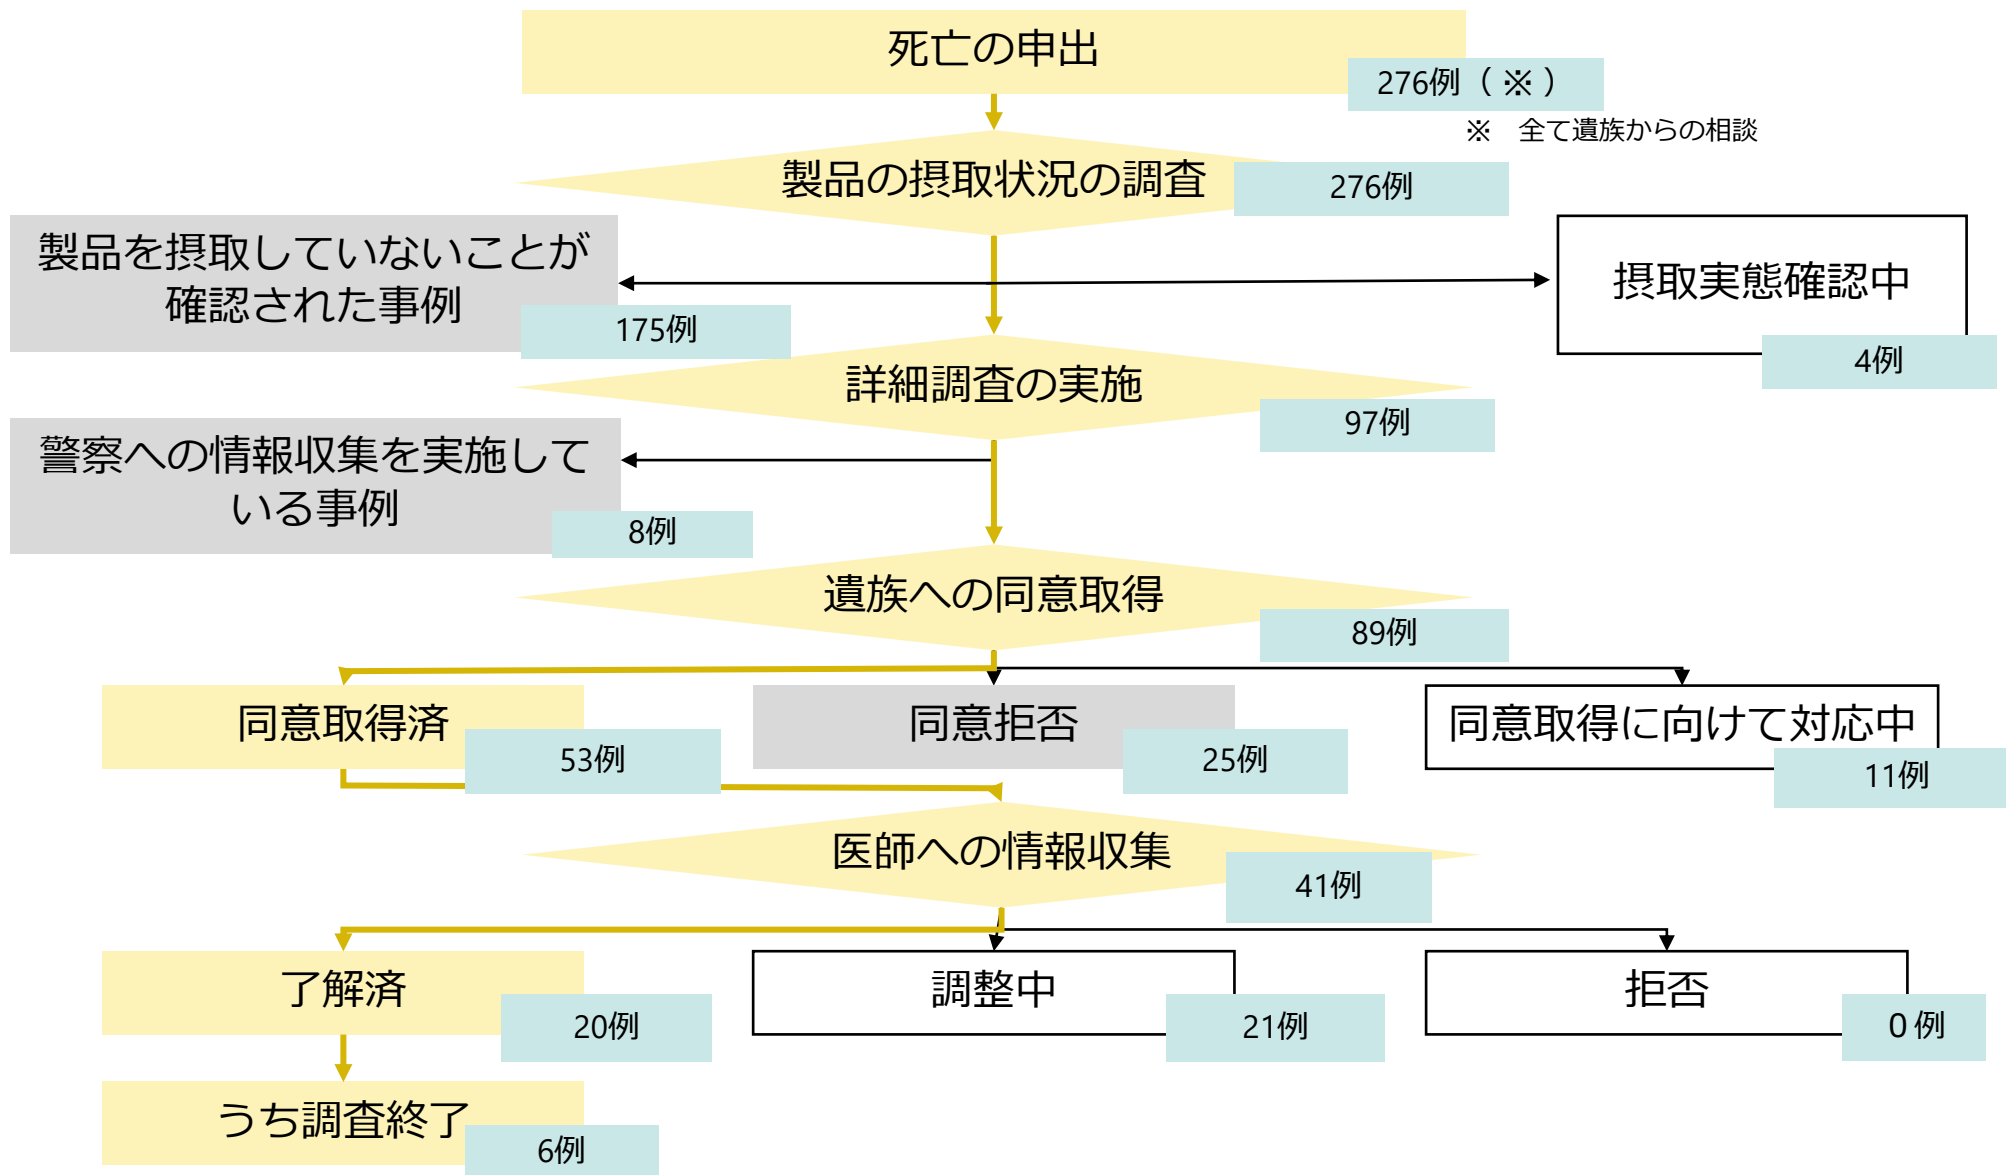 死亡の申出
276例（ ※ ）
※　全て遺族からの相談
製品の摂取状況の調査
276例
製品を摂取していないことが
確認された事例
175例
摂取実態確認中
4例
詳細調査の実施
97例
警察への情報収集を実施して
いる事例
8例
遺族への同意取得
89例
同意取得済
53例
同意拒否
25例
同意取得に向けて対応中
11例
医師への情報収集
41例
了解済
20例
調整中
21例
拒否
０例
うち調査終了
6例